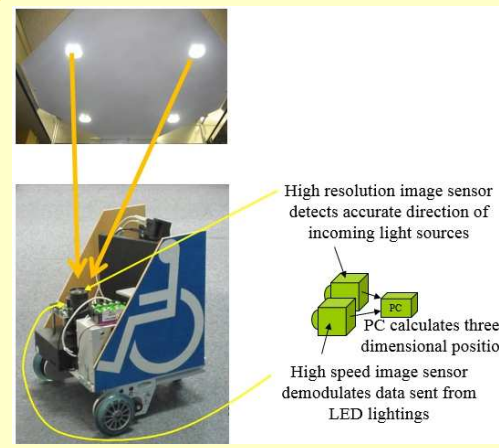 High resolution image sensor
detects accurate direction of
incoming light sources
PC
PC calculates three
dimensional positio
High speed image sensor
demodulates data sent from
LED lightings